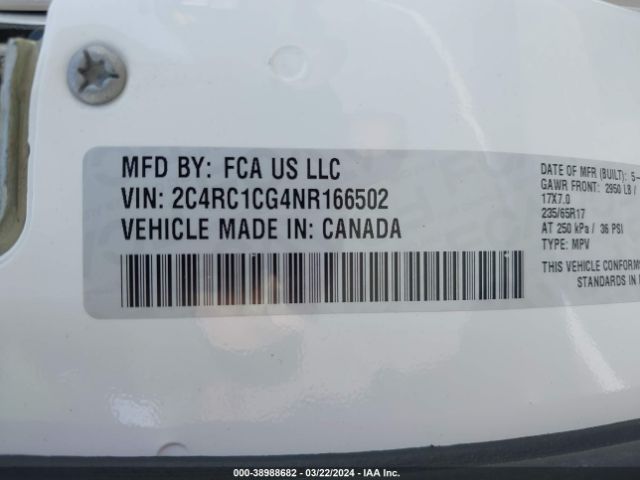 MFD BY: FCA US LLC
VIN: 2C4RC1CG4NR166502
VEHICLE MADE IN: CANADA
DATE OF MFR (BUILT): 5-
GAWR FRONT: 2950 LB /
17X7.0
235/65R17
AT 250 kPa / 36 PSI
TYPE: MPV
THIS VEHICLE CONFORM
STANDARDS IN
000-38988682 - 03/22/2024 - IAA Inc.